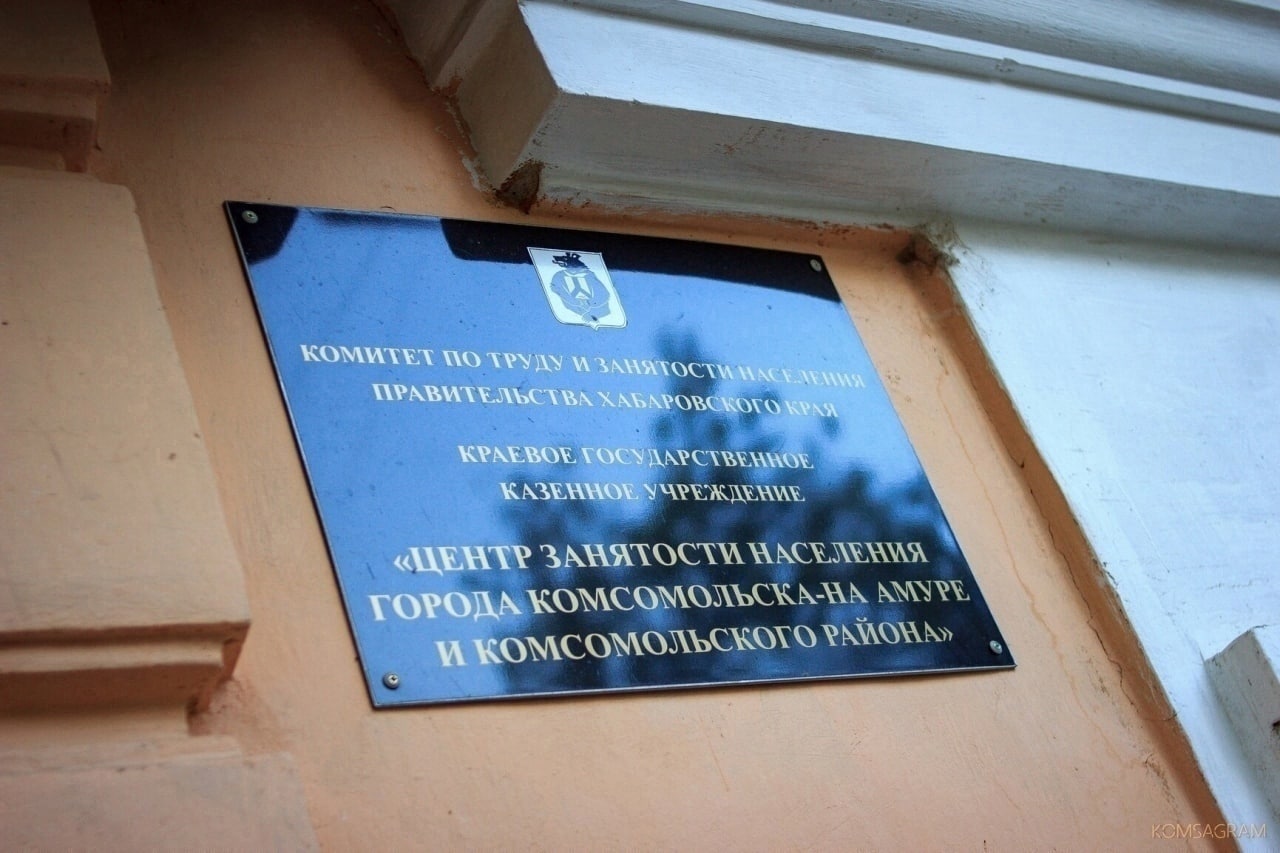 КОМИТЕТ ПО ТРУДУ И ЗАНЯТОСТИ НАСЕЛЕНИЯ
ПРАВИТЕЛЬСТВА ХАБАРОВСКОГО КРАЯ
КРАЕВОЕ ГОСУДАРСТВЕННОЕ
КАЗЕННОЕ УЧРЕЖДЕНИЕ
«ЦЕНТР ЗАНЯТОСТИ НАСЕЛЕНИЯ
ГОРОДА КОМСОМОЛЬСКА-НА АМУРЕ
И КОМСОМОЛЬСКОГО РАЙОНА»
KOMSAGRAM